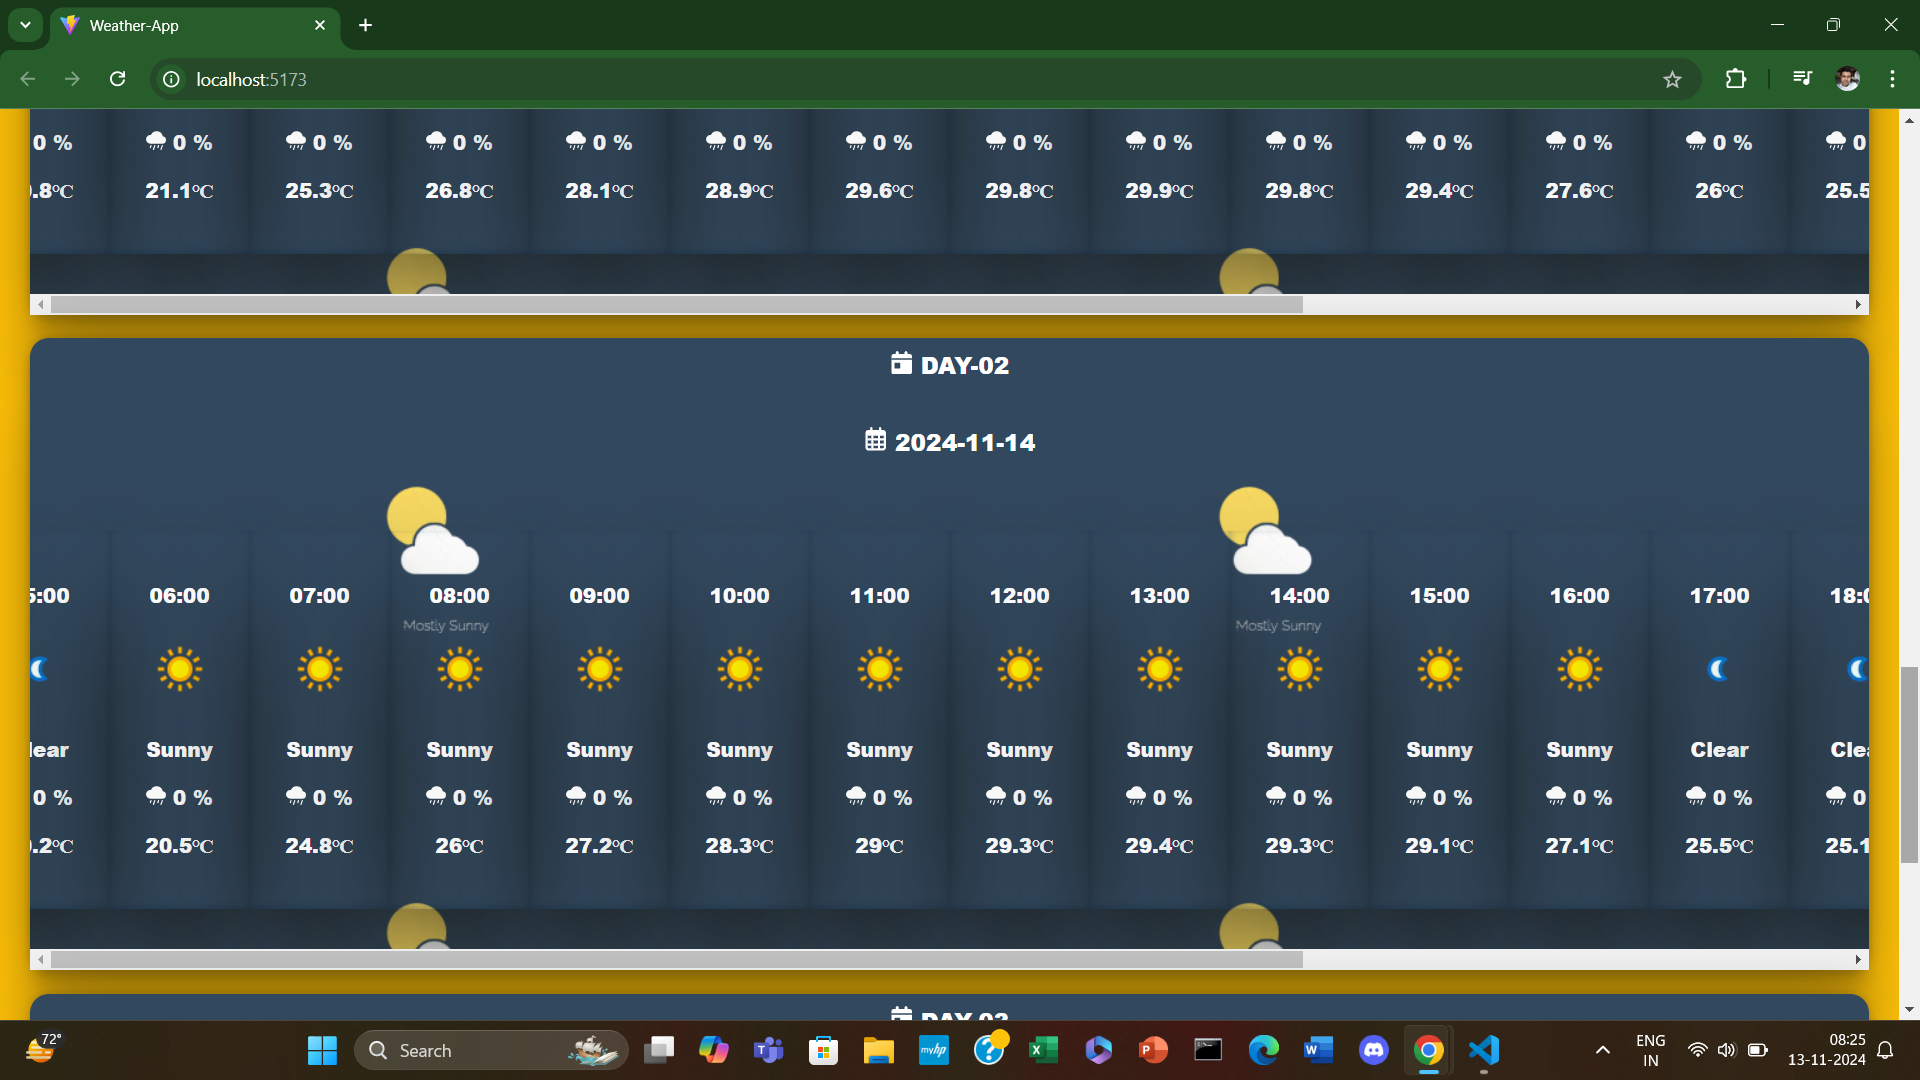 Weather-App
localhost:5173
0 % 0 % 0 % 0 % 0 % 0 % 0 % 0 % 0 % 0 % 0 % 0 % 0 % 0
.8°C 21.1°C 25.3°C 26.8°C 28.1°C 28.9°C 29.6°C 29.8°C 29.9°C 29.8°C 29.4°C 27.6°C 26°C 25.5
DAY-02
2024-11-14
5:00 06:00 07:00 08:00 09:00 10:00 11:00 12:00 13:00 14:00 15:00 16:00 17:00 18:0
Mostly Sunny Mostly Sunny
lear Sunny Sunny Sunny Sunny Sunny Sunny Sunny Sunny Sunny Sunny Sunny Clear Clea
0 % 0 % 0 % 0 % 0 % 0 % 0 % 0 % 0 % 0 % 0 % 0 % 0 % 0
.2°C 20.5°C 24.8°C 26°C 27.2°C 28.3°C 29°C 29.3°C 29.4°C 29.3°C 29.1°C 27.1°C 25.5°C 25.1
72°
Search
myhp
ENG
IN
08:25
13-11-2024